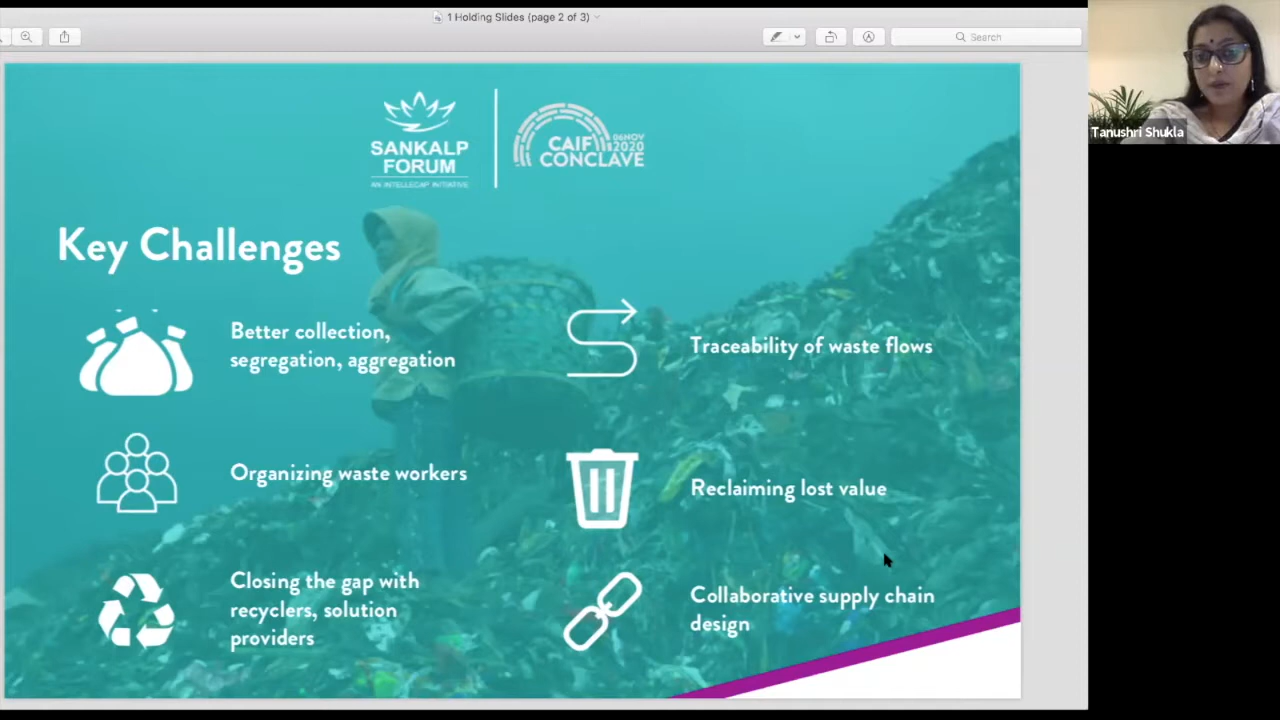 1 Holding Slides (page 2 of 3)
Search
Tanushri Shukla
SANKALP
FORUM
AN INTELLECAP INITIATIVE
CAIF
06NOV
2020
CONCLAVE
Key Challenges
Better collection,
segregation, aggregation
Traceability of waste flows
Organizing waste workers
Reclaiming lost value
Closing the gap with
recyclers, solution
providers
Collaborative supply chain
design